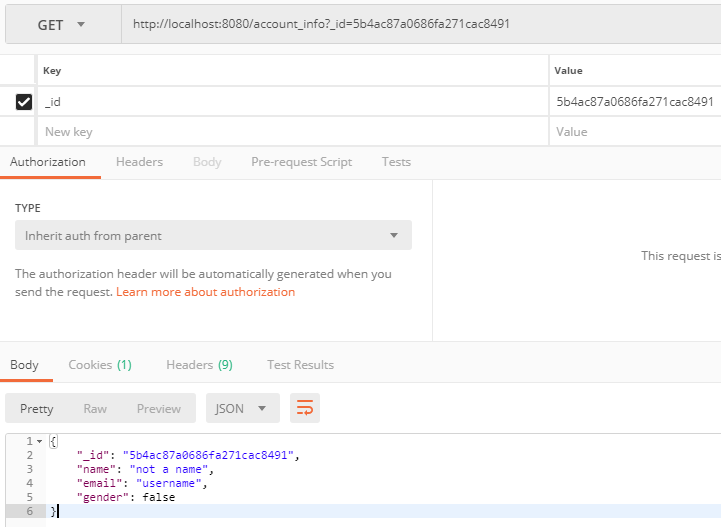 GET http://localhost:8080/account_info?_id=5b4ac87a0686fa271cac8491
Key Value
_id 5b4ac87a0686fa271cac8491
New key Value
Authorization Headers Body Pre-request Script Tests
TYPE
Inherit auth from parent
This request is
The authorization header will be automatically generated when you
send the request. Learn more about authorization
Body Cookies (1) Headers (9) Test Results
Pretty Raw Preview JSON
1 {
2 "_id": "5b4ac87a0686fa271cac8491",
3 "name": "not a name",
4 "email": "username",
5 "gender": false
6 }